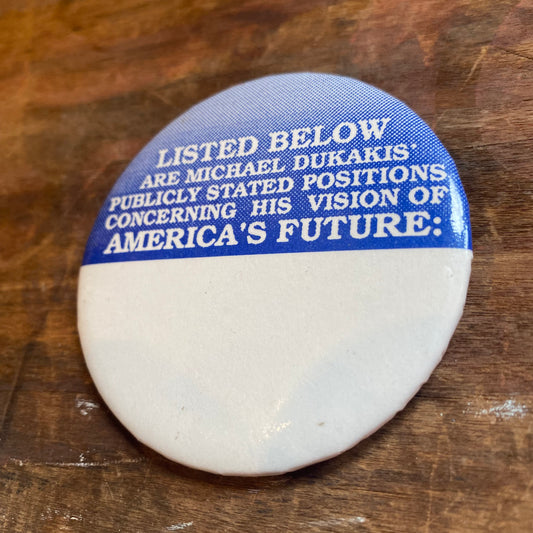 LISTED BELOW
ARE MICHAEL DUKAKIS'
PUBLICLY STATED POSITIONS
CONCERNING HIS VISION OF
AMERICA'S FUTURE: